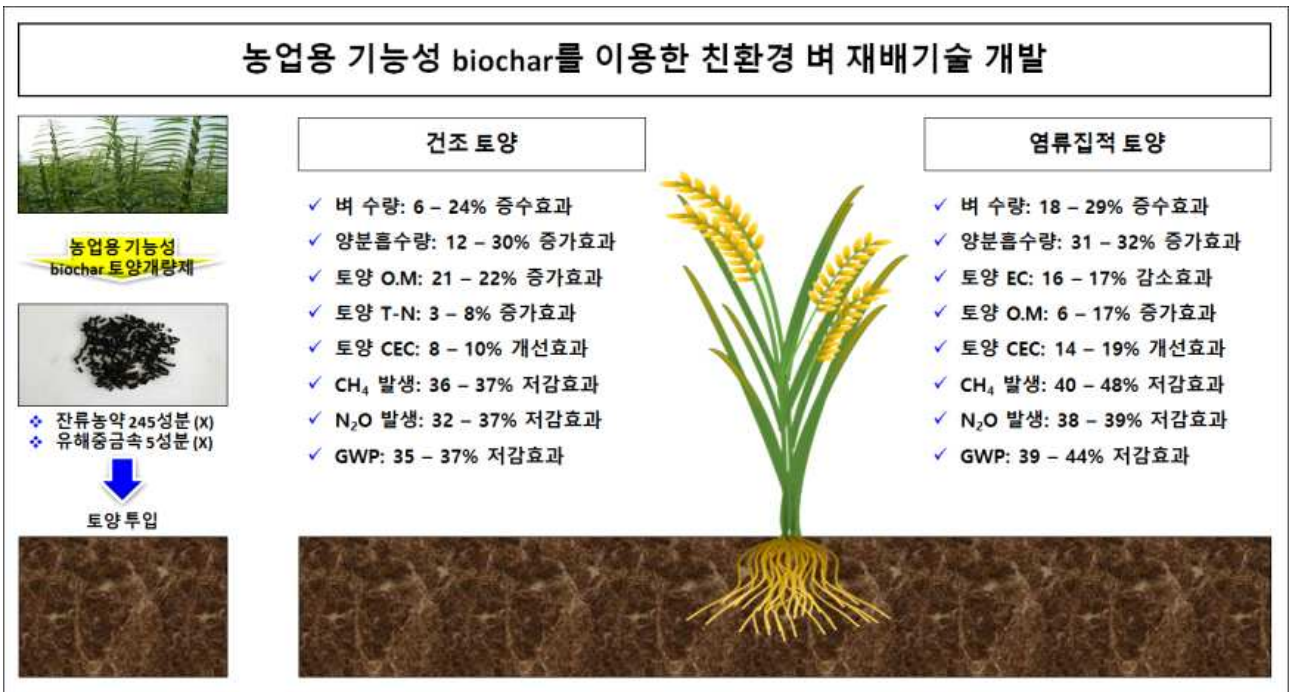 농업용 기능성 biochar를 이용한 친환경 벼 재배기술 개발
농업용 기능성
biochar 토양개량제
잔류농약 245성분 (X)
유해중금속 5성분 (X)
토양 투입
건조 토양
벼 수량: 6 – 24% 증수효과
양분흡수량: 12 – 30% 증가효과
토양 O.M: 21 – 22% 증가효과
토양 T-N: 3 – 8% 증가효과
토양 CEC: 8 – 10% 개선효과
CH₄ 발생: 36 – 37% 저감효과
N₂O 발생: 32 – 37% 저감효과
GWP: 35 – 37% 저감효과
염류집적 토양
벼 수량: 18 – 29% 증수효과
양분흡수량: 31 – 32% 증가효과
토양 EC: 16 – 17% 감소효과
토양 O.M: 6 – 17% 증가효과
토양 CEC: 14 – 19% 개선효과
CH₄ 발생: 40 – 48% 저감효과
N₂O 발생: 38 – 39% 저감효과
GWP: 39 – 44% 저감효과